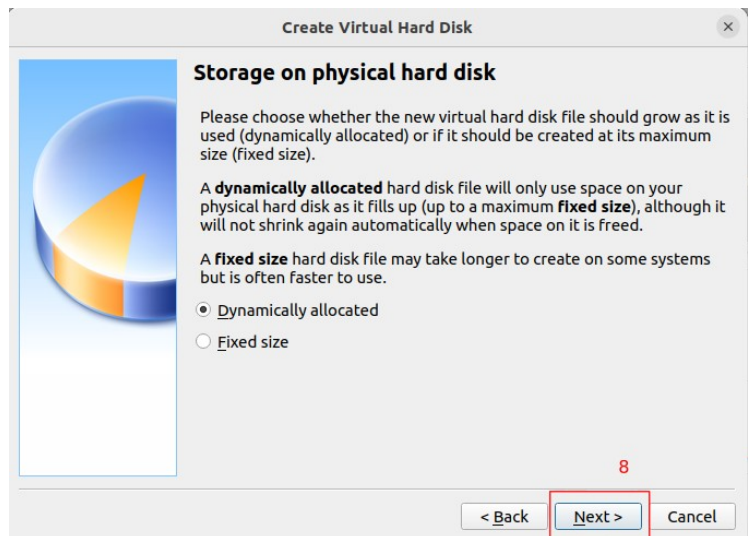 Create Virtual Hard Disk
Storage on physical hard disk
Please choose whether the new virtual hard disk file should grow as it is
used (dynamically allocated) or if it should be created at its maximum
size (fixed size).
A dynamically allocated hard disk file will only use space on your
physical hard disk as it fills up (up to a maximum fixed size), although it
will not shrink again automatically when space on it is freed.
A fixed size hard disk file may take longer to create on some systems
but is often faster to use.
Dynamically allocated
Fixed size
8
< Back Next > Cancel